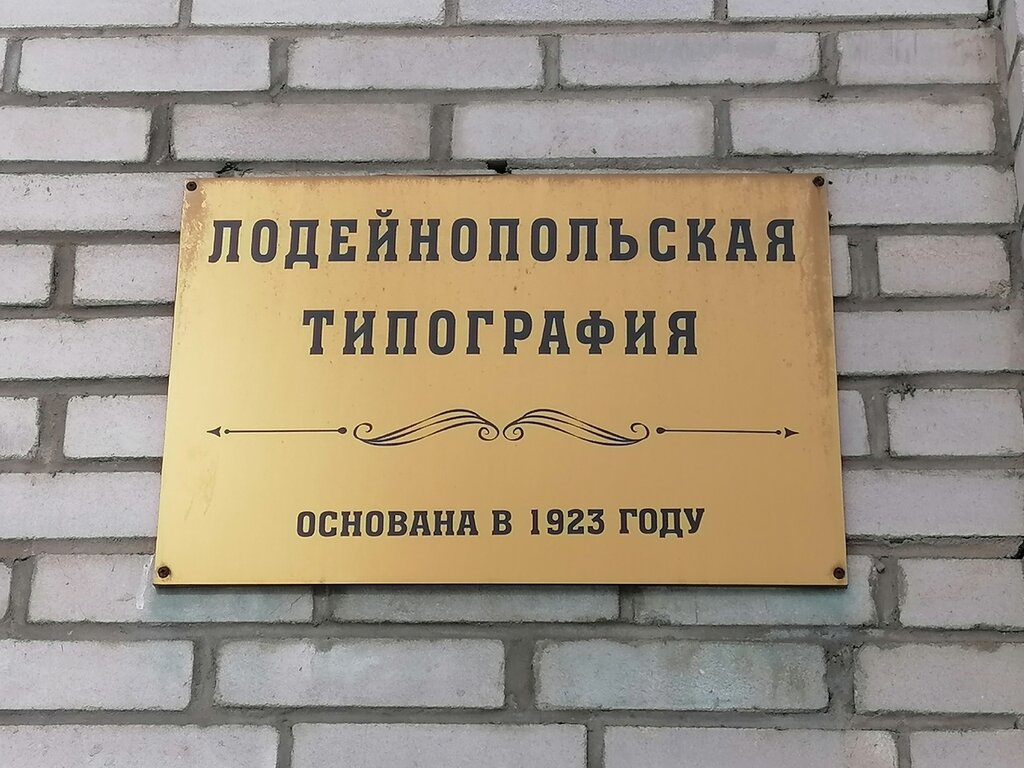 ЛОДЕЙНОПОЛЬСКАЯ
ТИПОГРАФИЯ
ОСНОВАНА В 1923 ГОДУ